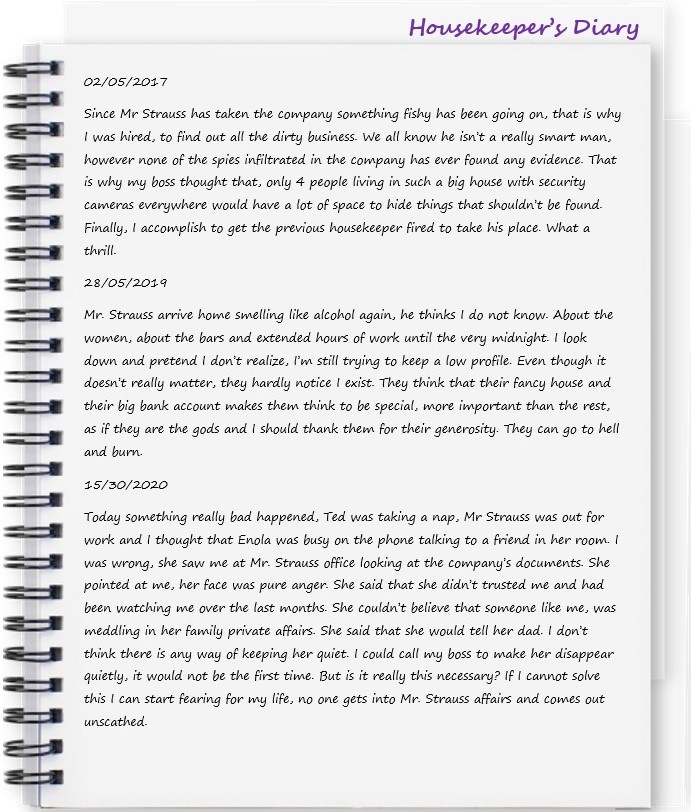 Housekeeper's Diary
02/05/2017
Since Mr Strauss has taken the company something fishy has been going on, that is why
I was hired, to find out all the dirty business. We all know he isn't a really smart man,
however none of the spies infiltrated in the company has ever found any evidence. That
is why my boss thought that, only 4 people living in such a big house with security
cameras everywhere would have a lot of space to hide things that shouldn't be found.
Finally, I accomplish to get the previous housekeeper fired to take his place. What a
thrill.
28/05/2019
Mr. Strauss arrive home smelling like alcohol again, he thinks I do not know. About the
women, about the bars and extended hours of work until the very midnight. I look
down and pretend I don't realize, I'm still trying to keep a low profile. Even though it
doesn't really matter, they hardly notice I exist. They think that their fancy house and
their big bank account makes them think to be special, more important than the rest,
as if they are the gods and I should thank them for their generosity. They can go to hell
and burn.
15/30/2020
Today something really bad happened, Ted was taking a nap, Mr Strauss was out for
work and I thought that Enola was busy on the phone talking to a friend in her room. I
was wrong, she saw me at Mr. Strauss office looking at the company's documents. She
pointed at me, her face was pure anger. She said that she didn't trusted me and had
been watching me over the last months. She couldn't believe that someone like me, was
meddling in her family private affairs. She said that she would tell her dad. I don't
think there is any way of keeping her quiet. I could call my boss to make her disappear
quietly, it would not be the first time. But is it really this necessary? If I cannot solve
this I can start fearing for my life, no one gets into Mr. Strauss affairs and comes out
unscathed.